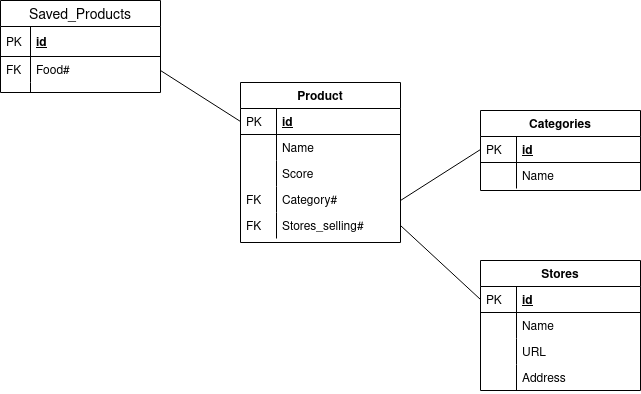 Saved_Products
PK id
FK Food#
Product
PK id
Name
Score
FK Category#
FK Stores_selling#
Categories
PK id
Name
Stores
PK id
Name
URL
Address